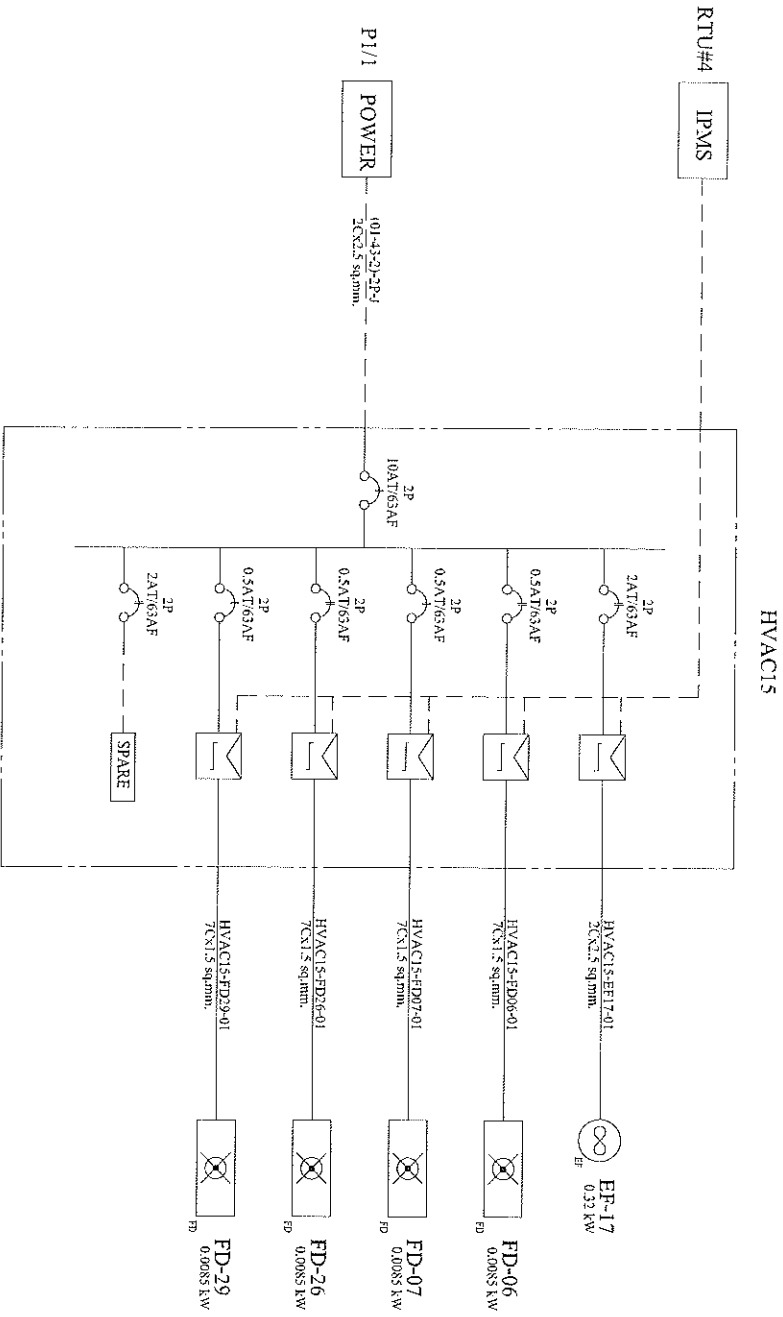 HVAC15
RTU#4
IPMS
P1/1
POWER
(01-43-2)-2P-J
2Cx2.5 sq.mm.
2P
10AT/63AF
2P
2AT/63AF
HVAC15-EF17-01
2Cx2.5 sq.mm.
EF
EF-17
0.32 kW
2P
0.5AT/63AF
HVAC15-FD06-01
7Cx1.5 sq.mm.
FD
FD-06
0.0085 kW
2P
0.5AT/63AF
HVAC15-FD07-01
7Cx1.5 sq.mm.
FD
FD-07
0.0085 kW
2P
0.5AT/63AF
HVAC15-FD26-01
7Cx1.5 sq.mm.
FD
FD-26
0.0085 kW
2P
0.5AT/63AF
HVAC15-FD29-01
7Cx1.5 sq.mm.
FD
FD-29
0.0085 kW
2P
2AT/63AF
SPARE